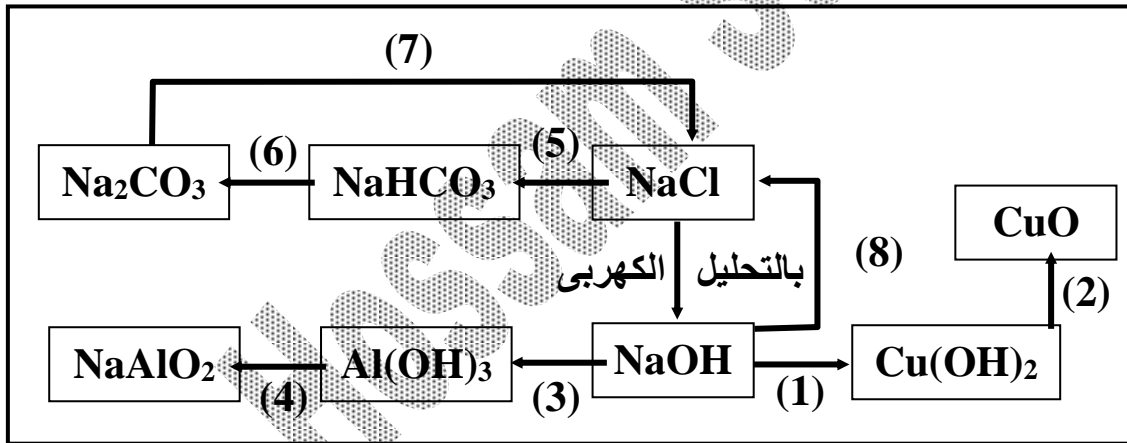 (7)
Na₂CO₃ (6) NaHCO₃ (5) NaCl
CuO
الكهربى بالتحليل (8)
(2)
NaAlO₂ (4) Al(OH)₃ (3) NaOH (1) Cu(OH)₂
Hossam